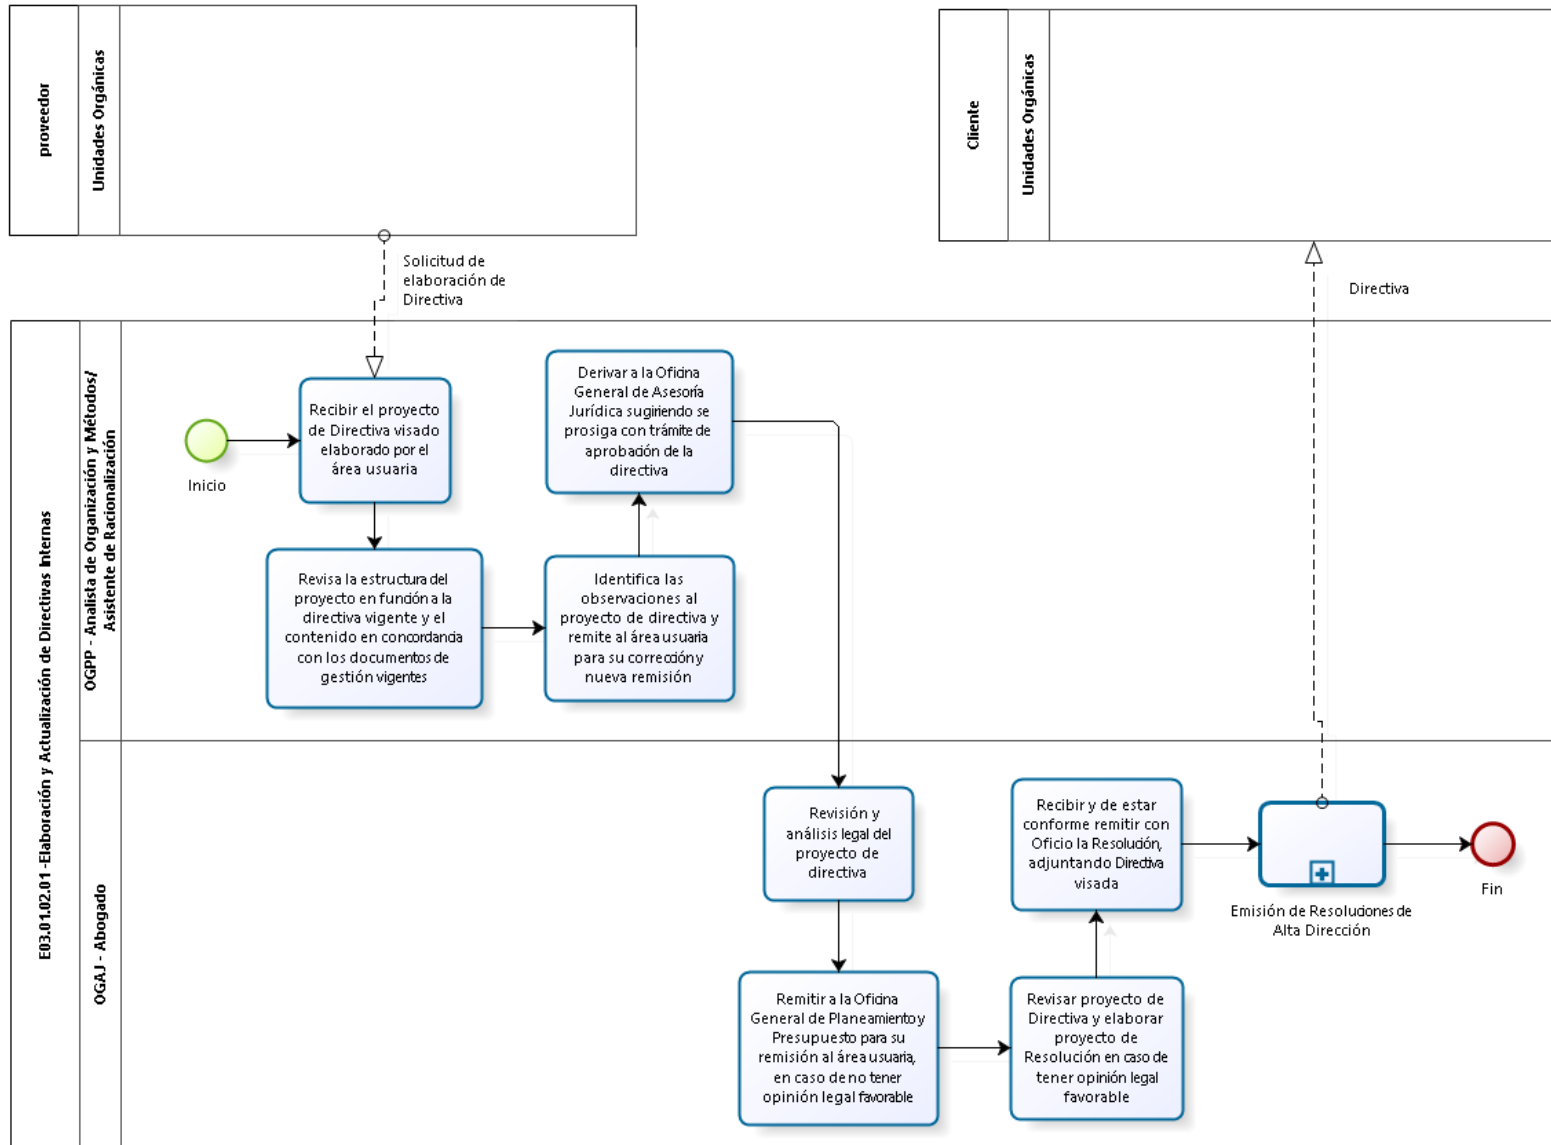 proveedor
Unidades Orgánicas
Cliente
Unidades Orgánicas
Solicitud de
elaboración de
Directiva
Directiva
E03.01.02.01 -Elaboración y Actualización de Directivas Internas
OGPP - Analista de Organización y Métodos/
Asistente de Racionalización
Inicio
Recibir el proyecto
de Directiva visado
elaborado por el
área usuaria
Revisa la estructura del
proyecto en función a la
directiva vigente y el
contenido en concordancia
con los documentos de
gestión vigentes
Identifica las
observaciones al
proyecto de directiva y
remite al área usuaria
para su corrección y
nueva remisión
Derivar a la Oficina
General de Asesoría
Jurídica sugiriendo se
prosiga con trámite de
aprobación de la
directiva
OGAJ - Abogado
Revisión y
análisis legal del
proyecto de
directiva
Remitir a la Oficina
General de Planeamiento y
Presupuesto para su
remisión al área usuaria,
en caso de no tener
opinión legal favorable
Revisar proyecto de
Directiva y elaborar
proyecto de
Resolución en caso de
tener opinión legal
favorable
Recibir y de estar
conforme remitir con
Oficio la Resolución,
adjuntando Directiva
visada
Emisión de Resoluciones de
Alta Dirección
Fin